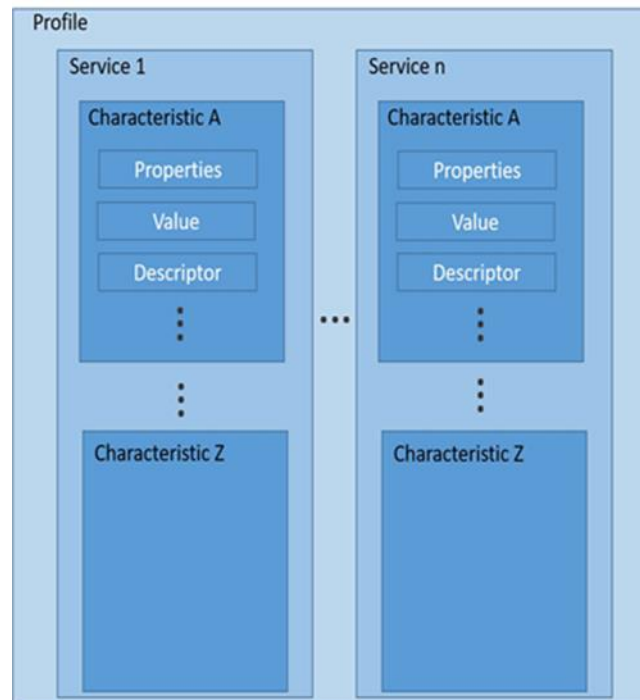 Profile
Service 1
Characteristic A
Properties
Value
Descriptor
Characteristic Z
Service n
Characteristic A
Properties
Value
Descriptor
Characteristic Z